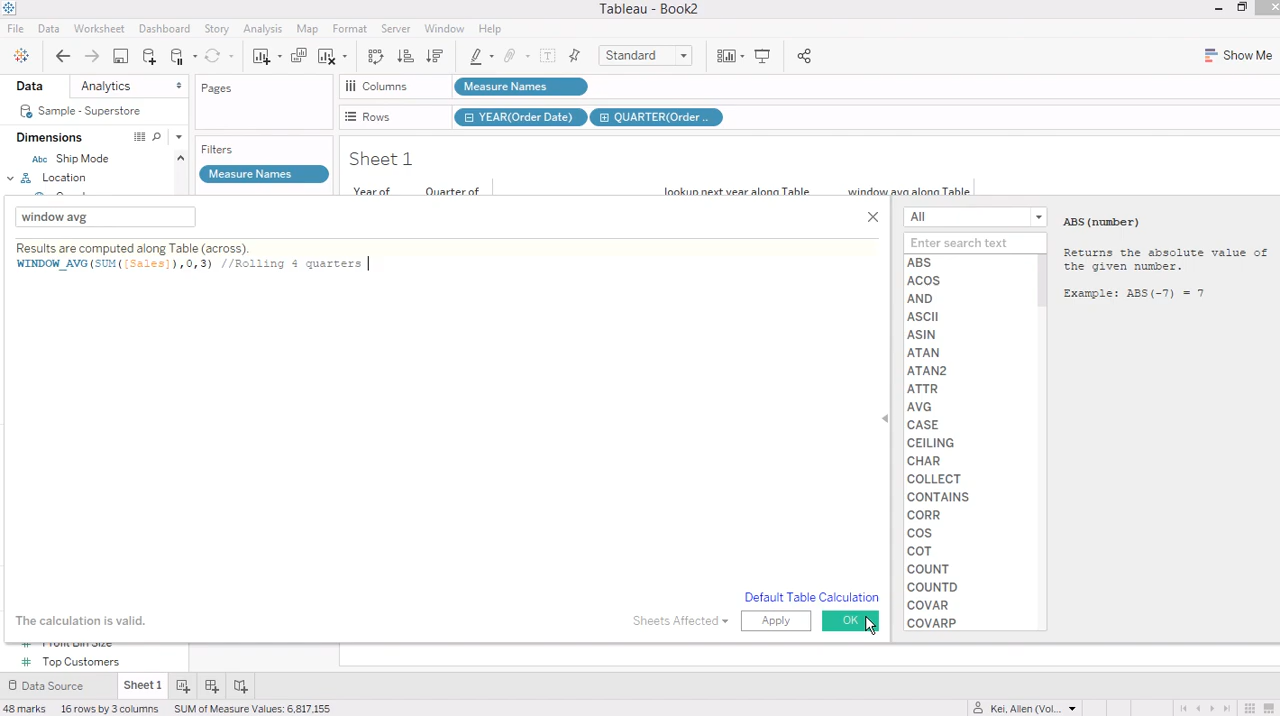 Tableau - Book2
File Data Worksheet Dashboard Story Analysis Map Format Server Window Help
Standard
Show Me
Data Analytics
Pages
Columns
Measure Names
Sample - Superstore
Rows
YEAR(Order Date)
QUARTER(Order ..
Dimensions
Filters
Abc Ship Mode
Sheet 1
Location
Measure Names
Year of Quarter of lookup next year along Table window avg along Table
window avg
All
ABS(number)
Enter search text
Results are computed along Table (across).
WINDOW_AVG(SUM([Sales]),0,3) //Rolling 4 quarters
Returns the absolute value of
the given number.
Example: ABS(-7) = 7
ABS
ACOS
AND
ASCII
ASIN
ATAN
ATAN2
ATTR
AVG
CASE
CEILING
CHAR
COLLECT
CONTAINS
CORR
COS
COT
COUNT
COUNTD
COVAR
COVARP
Default Table Calculation
The calculation is valid.
Sheets Affected
Apply
OK
Profit Bin Size
Top Customers
Data Source
Sheet 1
48 marks 16 rows by 3 columns SUM of Measure Values: 6,817,155
Kei, Allen (Vol...